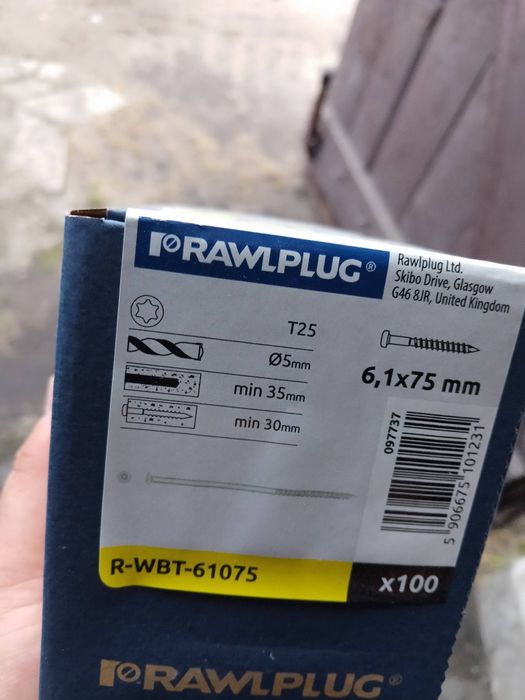 RAWLPLUG®
Rawlplug Ltd.
Skibo Drive, Glasgow
G46 8JR, United Kingdom
T25
Ø5mm
min 35mm
min 30mm
6,1x75 mm
097737
5 906675 101231
R-WBT-61075
x100
RAWLPLUG®